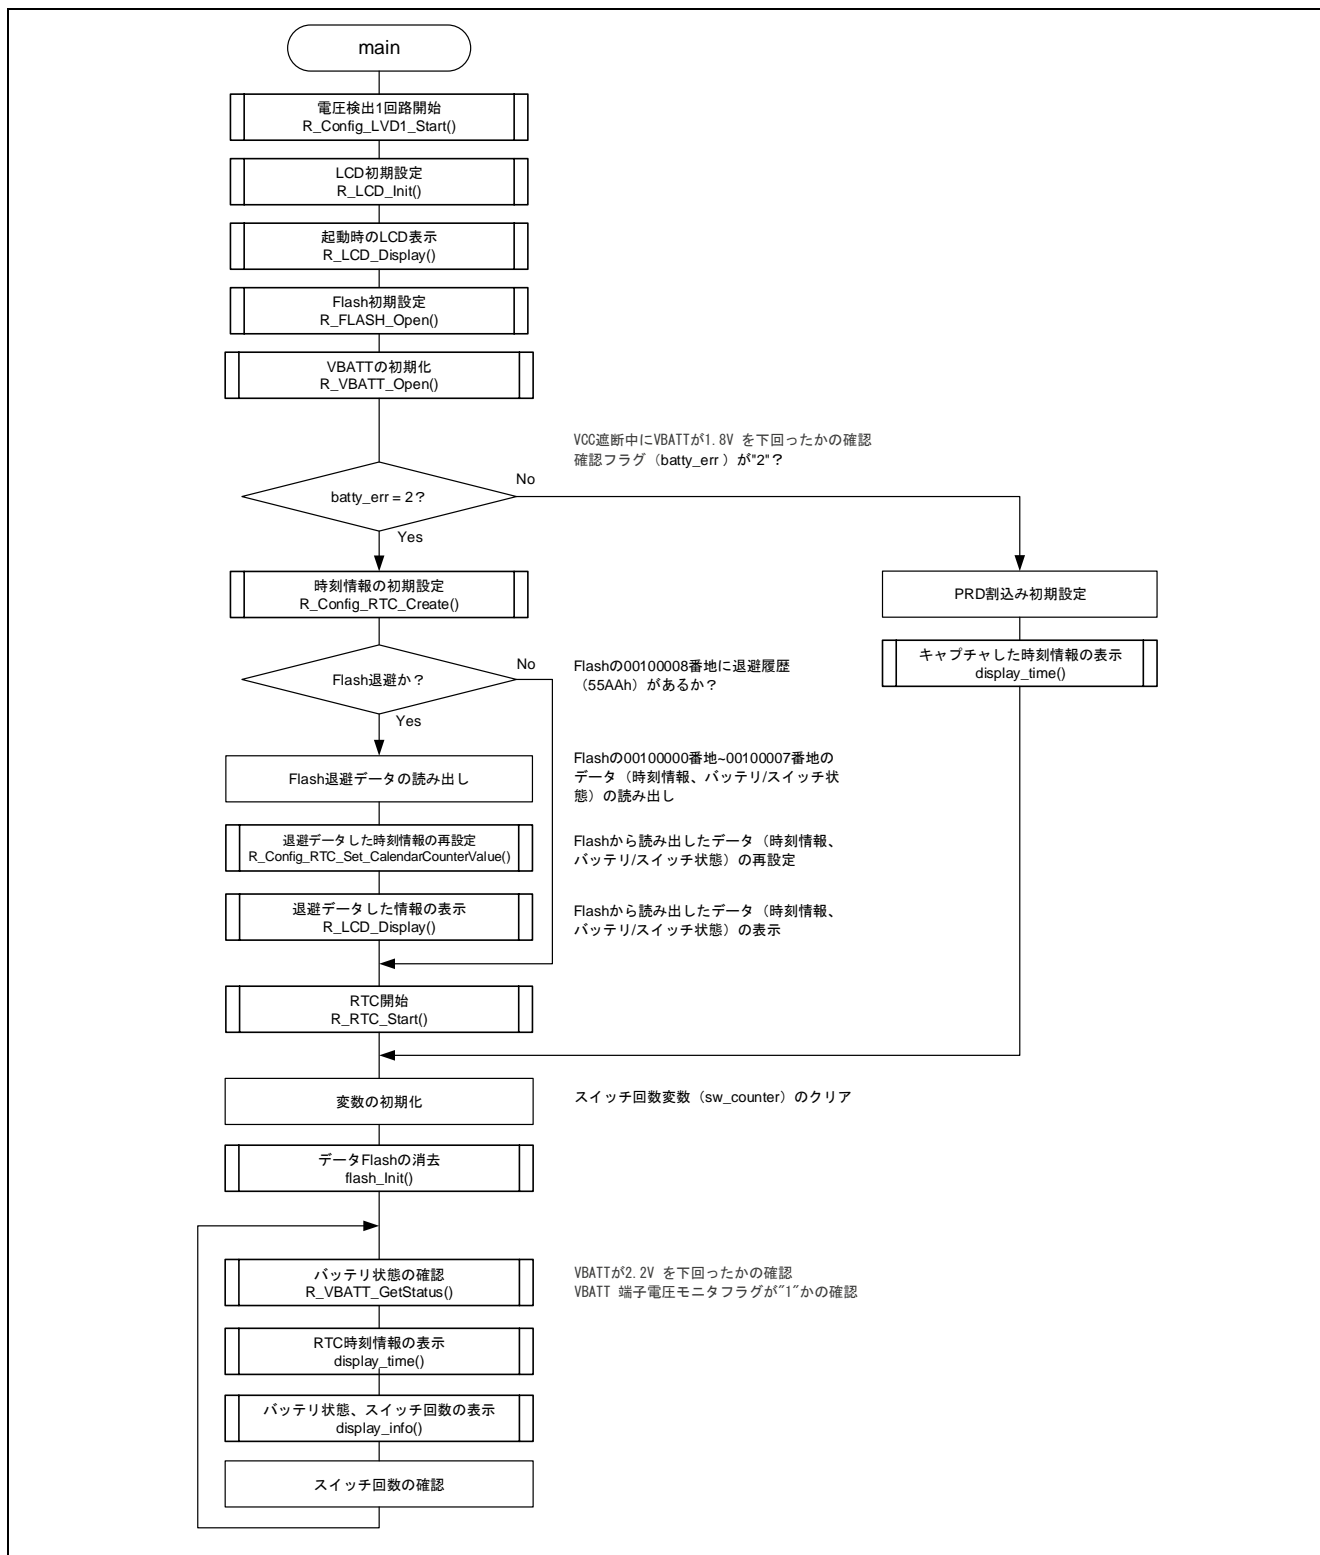 main
電圧検出1回路開始
R_Config_LVD1_Start()
LCD初期設定
R_LCD_Init()
起動時のLCD表示
R_LCD_Display()
Flash初期設定
R_FLASH_Open()
VBATTの初期化
R_VBATT_Open()
VCC遮断中にVBATTが1.8V を下回ったかの確認
確認フラグ（batty_err）が"2"？
batty_err = 2？
No
Yes
時刻情報の初期設定
R_Config_RTC_Create()
PRD割込み初期設定
キャプチャした時刻情報の表示
display_time()
Flash退避か？
No
Yes
Flashの00100008番地に退避履歴
（55AAh）があるか？
Flash退避データの読み出し
Flashの00100000番地~00100007番地の
データ（時刻情報、バッテリ/スイッチ状
態）の読み出し
退避データした時刻情報の再設定
R_Config_RTC_Set_CalendarCounterValue()
Flashから読み出したデータ（時刻情報、
バッテリ/スイッチ状態）の再設定
退避データした情報の表示
R_LCD_Display()
Flashから読み出したデータ（時刻情報、
バッテリ/スイッチ状態）の表示
RTC開始
R_RTC_Start()
変数の初期化
スイッチ回数変数（sw_counter）のクリア
データFlashの消去
flash_Init()
バッテリ状態の確認
R_VBATT_GetStatus()
VBATTが2.2V を下回ったかの確認
VBATT 端子電圧モニタフラグが"1"かの確認
RTC時刻情報の表示
display_time()
バッテリ状態、スイッチ回数の表示
display_info()
スイッチ回数の確認